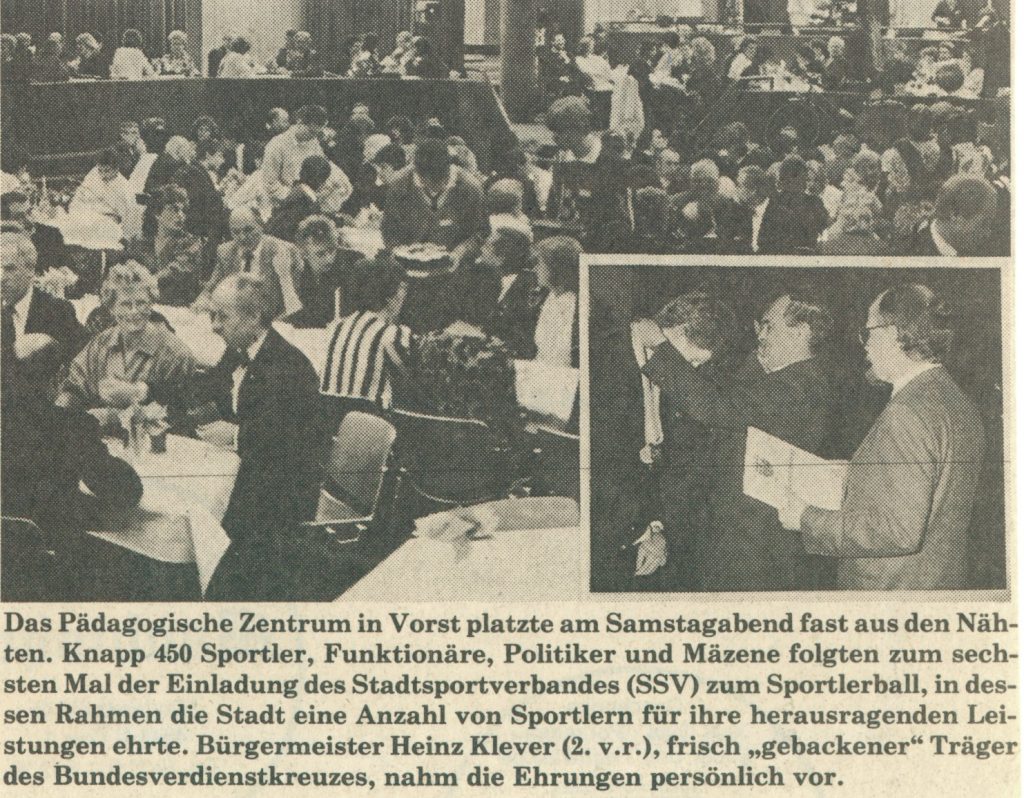 Das Pädagogische Zentrum in Vorst platzte am Samstagabend fast aus den Näh-
ten. Knapp 450 Sportler, Funktionäre, Politiker und Mäzene folgten zum sech-
sten Mal der Einladung des Stadtsportverbandes (SSV) zum Sportlerball, in des-
sen Rahmen die Stadt eine Anzahl von Sportlern für ihre herausragenden Lei-
stungen ehrte. Bürgermeister Heinz Klever (2. v.r.), frisch „gebackener“ Träger
des Bundesverdienstkreuzes, nahm die Ehrungen persönlich vor.